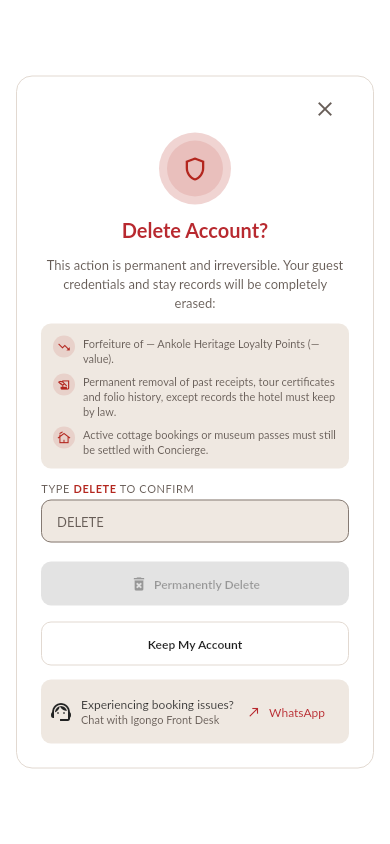 Delete Account?
This action is permanent and irreversible. Your guest
credentials and stay records will be completely
erased:
Forfeiture of — Ankole Heritage Loyalty Points (—
value).
Permanent removal of past receipts, tour certificates
and folio history, except records the hotel must keep
by law.
Active cottage bookings or museum passes must still
be settled with Concierge.
TYPE DELETE TO CONFIRM
DELETE
Permanently Delete
Keep My Account
Experiencing booking issues?
Chat with Igongo Front Desk
WhatsApp